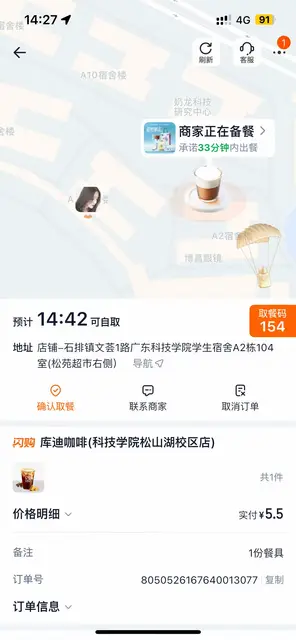 14:27
4G
91
刷新
客服
1
A10宿舍楼
奶龙科技
研究中心
商家正在备餐
承诺33分钟内出餐
A2宿舍楼
博昌眼镜
预计 14:42 可自取
取餐码
154
地址 店铺–石排镇文荟1路广东科技学院学生宿舍A2栋104
室(松苑超市右侧) 导航
确认取餐
联系商家
取消订单
闪购 库迪咖啡(科技学院松山湖校区店)
共1件
价格明细
实付 ¥5.5
备注
1份餐具
订单号
8050526167640013077 复制
订单信息